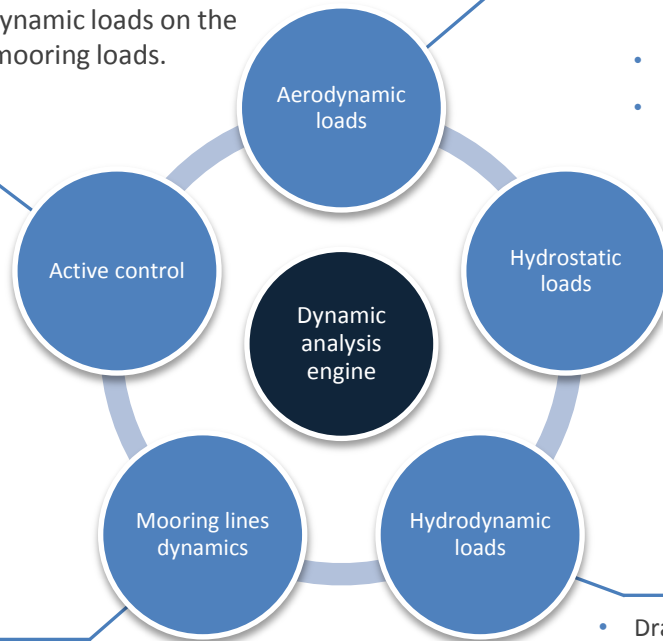 ynamic loads on the
mooring loads.
•
•
Aerodynamic
loads
Active control
Hydrostatic
loads
Dynamic
analysis
engine
Mooring lines
dynamics
Hydrodynamic
loads
• Dra